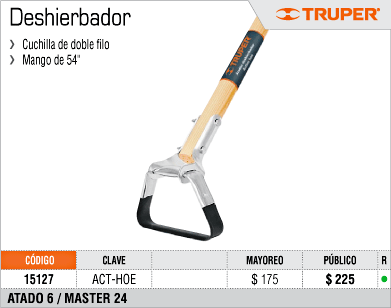 Deshierbador
TRUPER®
❯ Cuchilla de doble filo
❯ Mango de 54"
TRUPER
CÓDIGO CLAVE MAYOREO PÚBLICO R
15127 ACT-HOE $ 175 $ 225 ●
ATADO 6 / MASTER 24